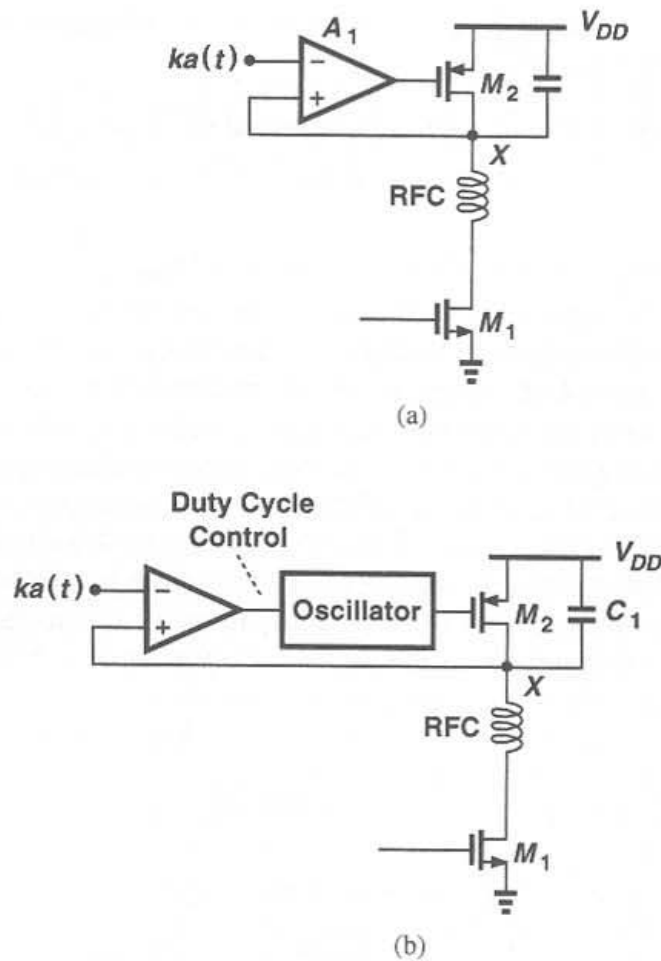 A1
VDD
ka(t)
−
+
M2
X
RFC
M1
(a)
Duty Cycle
Control
VDD
ka(t)
−
+
Oscillator
M2
C1
X
RFC
M1
(b)